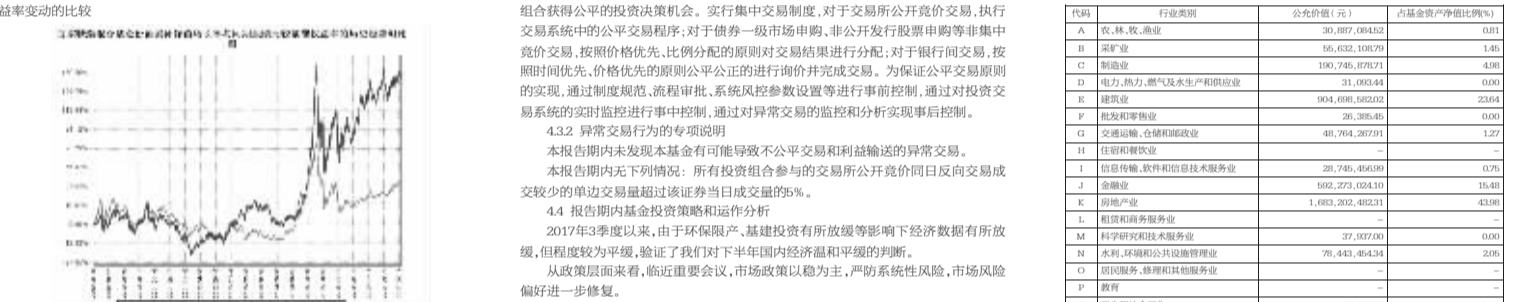 益率变动的比较
组合获得公平的投资决策机会。实行集中交易制度,对于交易所公开竞价交易,执行
交易系统中的公平交易程序;对于债券一级市场申购、非公开发行股票申购等非集中
竞价交易,按照价格优先、比例分配的原则对交易结果进行分配;对于银行间交易,按
照时间优先、价格优先的原则公平公正的进行询价并完成交易。为保证公平交易原则
的实现,通过制度规范、流程审批、系统风控参数设置等进行事前控制,通过对投资交
易系统的实时监控进行事中控制,通过对异常交易的监控和分析实现事后控制。
4.3.2 异常交易行为的专项说明
本报告期内未发现本基金有可能导致不公平交易和利益输送的异常交易。
本报告期内无下列情况：所有投资组合参与的交易所公开竞价同日反向交易成
交较少的单边交易量超过该证券当日成交量的5%。
4.4 报告期内基金投资策略和运作分析
2017年3季度以来,由于环保限产、基建投资有所放缓等影响下经济数据有所放
缓,但程度较为平缓,验证了我们对下半年国内经济温和平缓的判断。
从政策层面来看,临近重要会议,市场政策以稳为主,严防系统性风险,市场风险
偏好进一步修复。
代码 行业类别 公允价值（元） 占基金资产净值比例(%)
A 农、林、牧、渔业 30,887,084.52 0.81
B 采矿业 55,632,108.79 1.45
C 制造业 190,745,878.71 4.98
D 电力、热力、燃气及水生产和供应业 31,093.44 0.00
E 建筑业 904,698,582.02 23.64
F 批发和零售业 26,385.45 0.00
G 交通运输、仓储和邮政业 48,764,267.91 1.27
H 住宿和餐饮业 – –
I 信息传输、软件和信息技术服务业 28,745,456.99 0.75
J 金融业 592,273,024.10 15.48
K 房地产业 1,683,202,482.31 43.98
L 租赁和商务服务业 – –
M 科学研究和技术服务业 37,937.00 0.00
N 水利、环境和公共设施管理业 78,443,454.34 2.05
O 居民服务、修理和其他服务业 – –
P 教育 – –